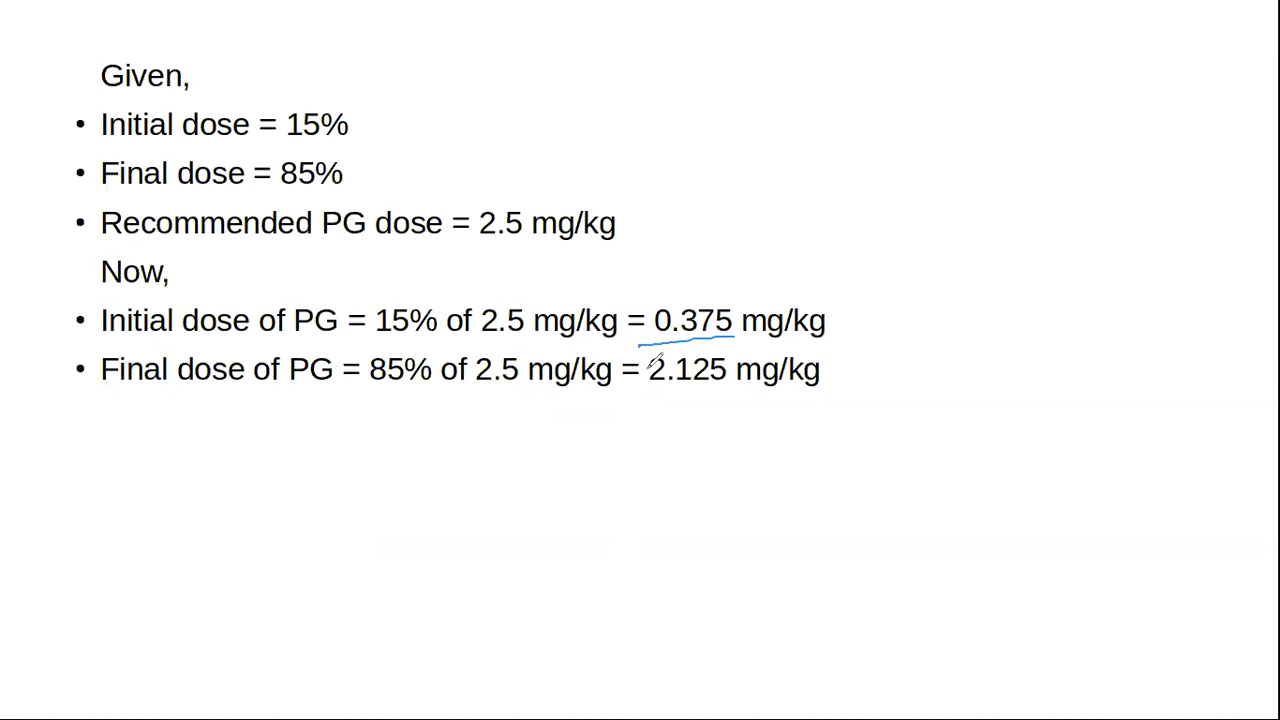 Given,
• Initial dose = 15%
• Final dose = 85%
• Recommended PG dose = 2.5 mg/kg
Now,
• Initial dose of PG = 15% of 2.5 mg/kg = 0.375 mg/kg
• Final dose of PG = 85% of 2.5 mg/kg = 2.125 mg/kg